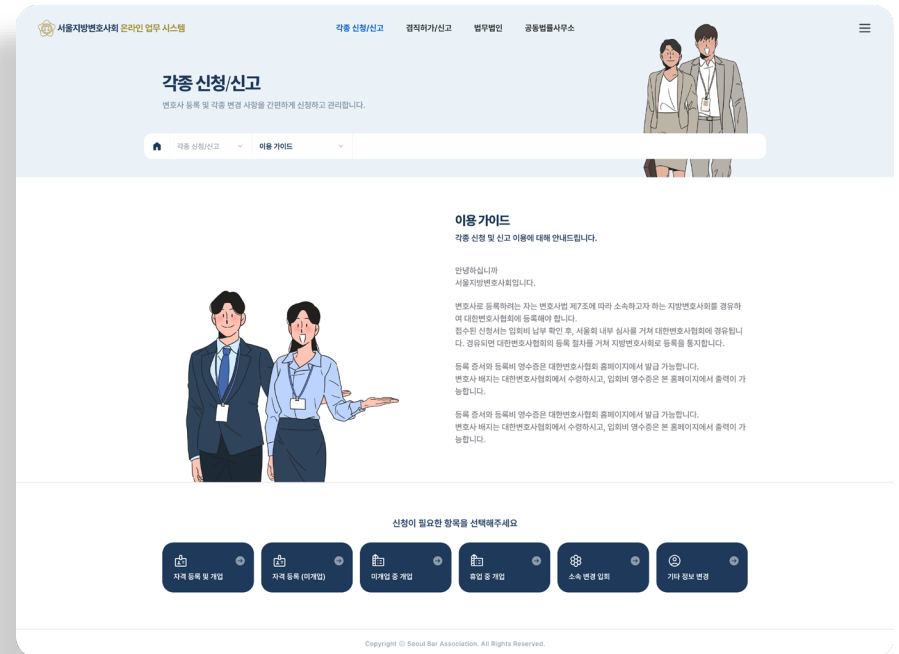 서울지방변호사회 온라인 업무 시스템
각종 신청/신고 겸직허가/신고 법무법인 공동법률사무소
각종 신청/신고
변호사 등록 및 각종 변경 사항을 간편하게 신청하고 관리합니다.
각종 신청/신고 이용 가이드
이용 가이드
각종 신청 및 신고 이용에 대해 안내드립니다.
안녕하십니까
서울지방변호사회입니다.
변호사로 등록하려는 자는 변호사법 제7조에 따라 소속하고자 하는 지방변호사회를 경유하
여 대한변호사협회에 등록해야 합니다.
접수된 신청서는 입회비 납부 확인 후, 서울회 내부 심사를 거쳐 대한변호사협회에 경유됩니
다. 경유되면 대한변호사협회의 등록 절차를 거쳐 지방변호사회로 등록을 통지합니다.
등록 증서와 등록비 영수증은 대한변호사협회 홈페이지에서 발급 가능합니다.
변호사 배지는 대한변호사협회에서 수령하시고, 입회비 영수증은 본 홈페이지에서 출력이 가
능합니다.
등록 증서와 등록비 영수증은 대한변호사협회 홈페이지에서 발급 가능합니다.
변호사 배지는 대한변호사협회에서 수령하시고, 입회비 영수증은 본 홈페이지에서 출력이 가
능합니다.
신청이 필요한 항목을 선택해주세요
자격 등록 및 개업 자격 등록 (미개업) 미개업 중 개업 휴업 중 개업 소속 변경 입회 기타 정보 변경
Copyright ⓒ Seoul Bar Association. All Rights Reserved.